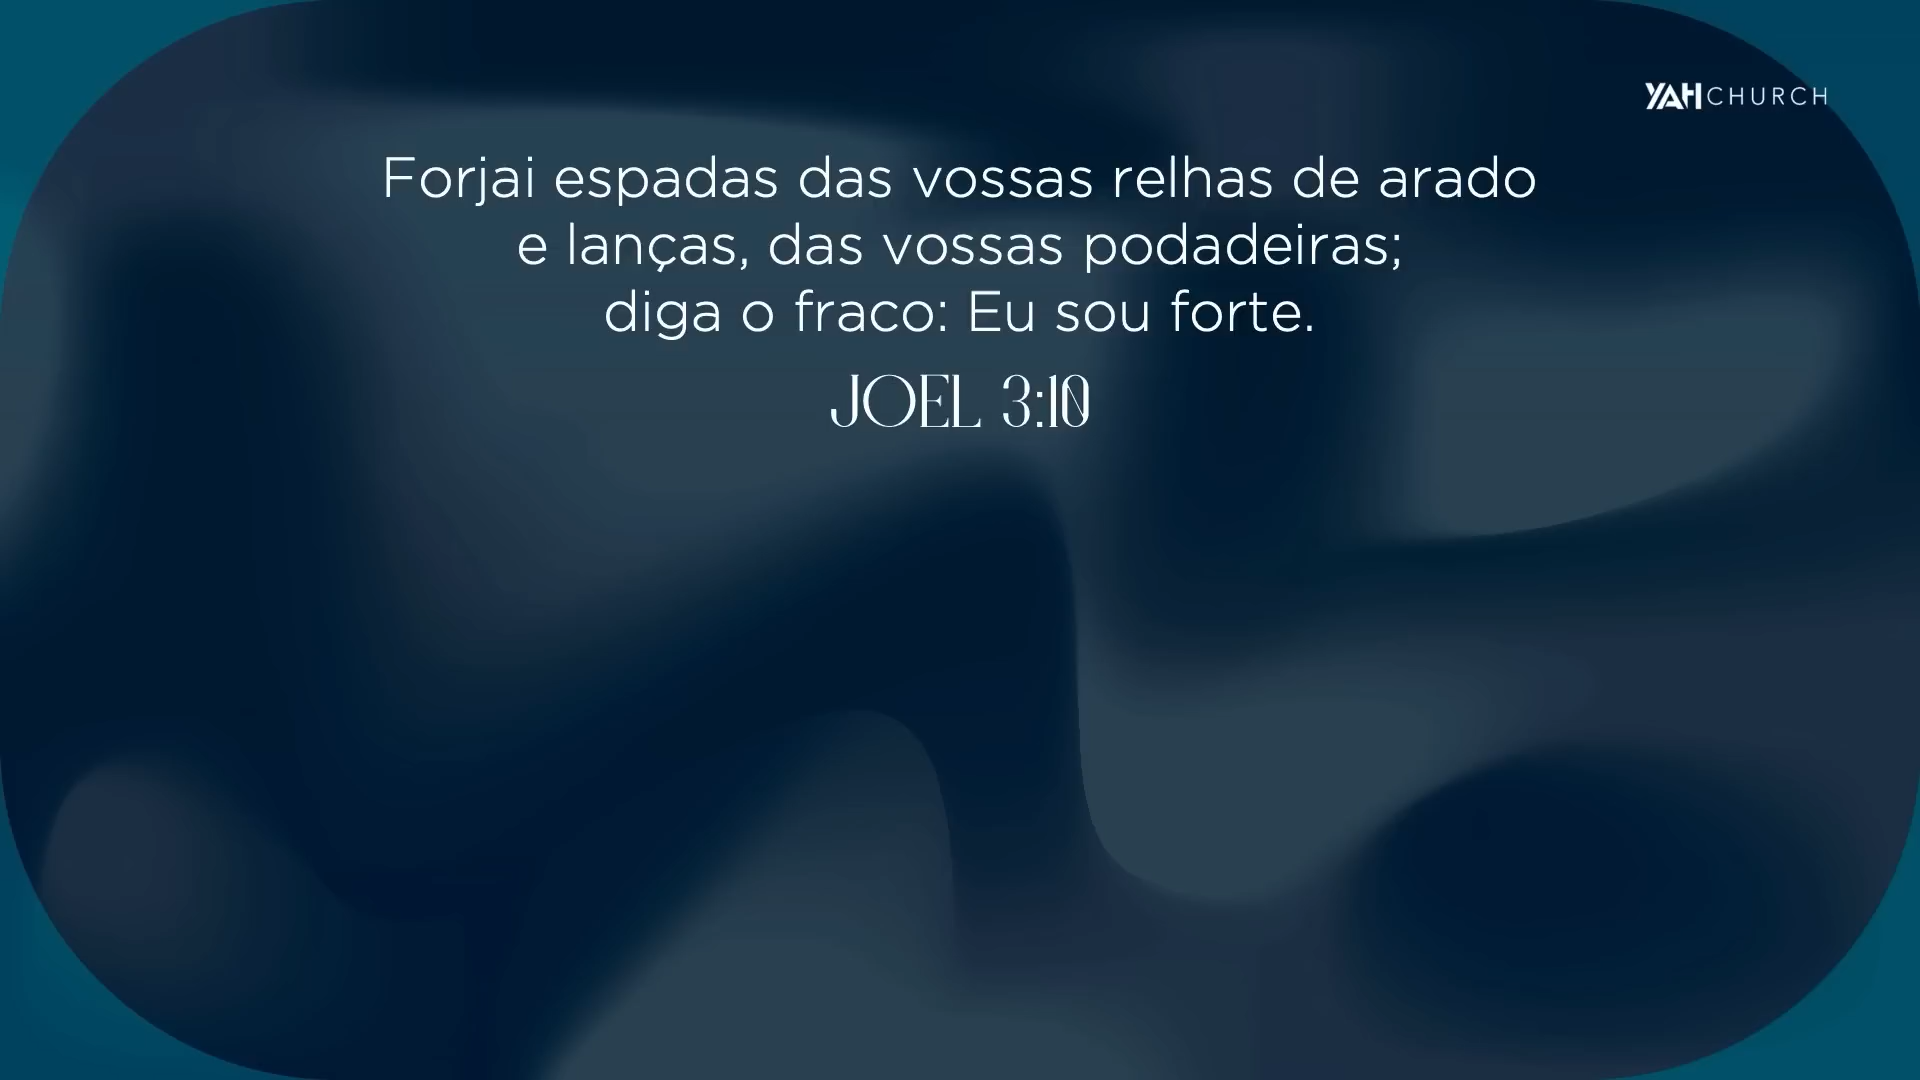 YAH CHURCH
Forjai espadas das vossas relhas de arado
e lanças, das vossas podadeiras;
diga o fraco: Eu sou forte.
JOEL 3:10